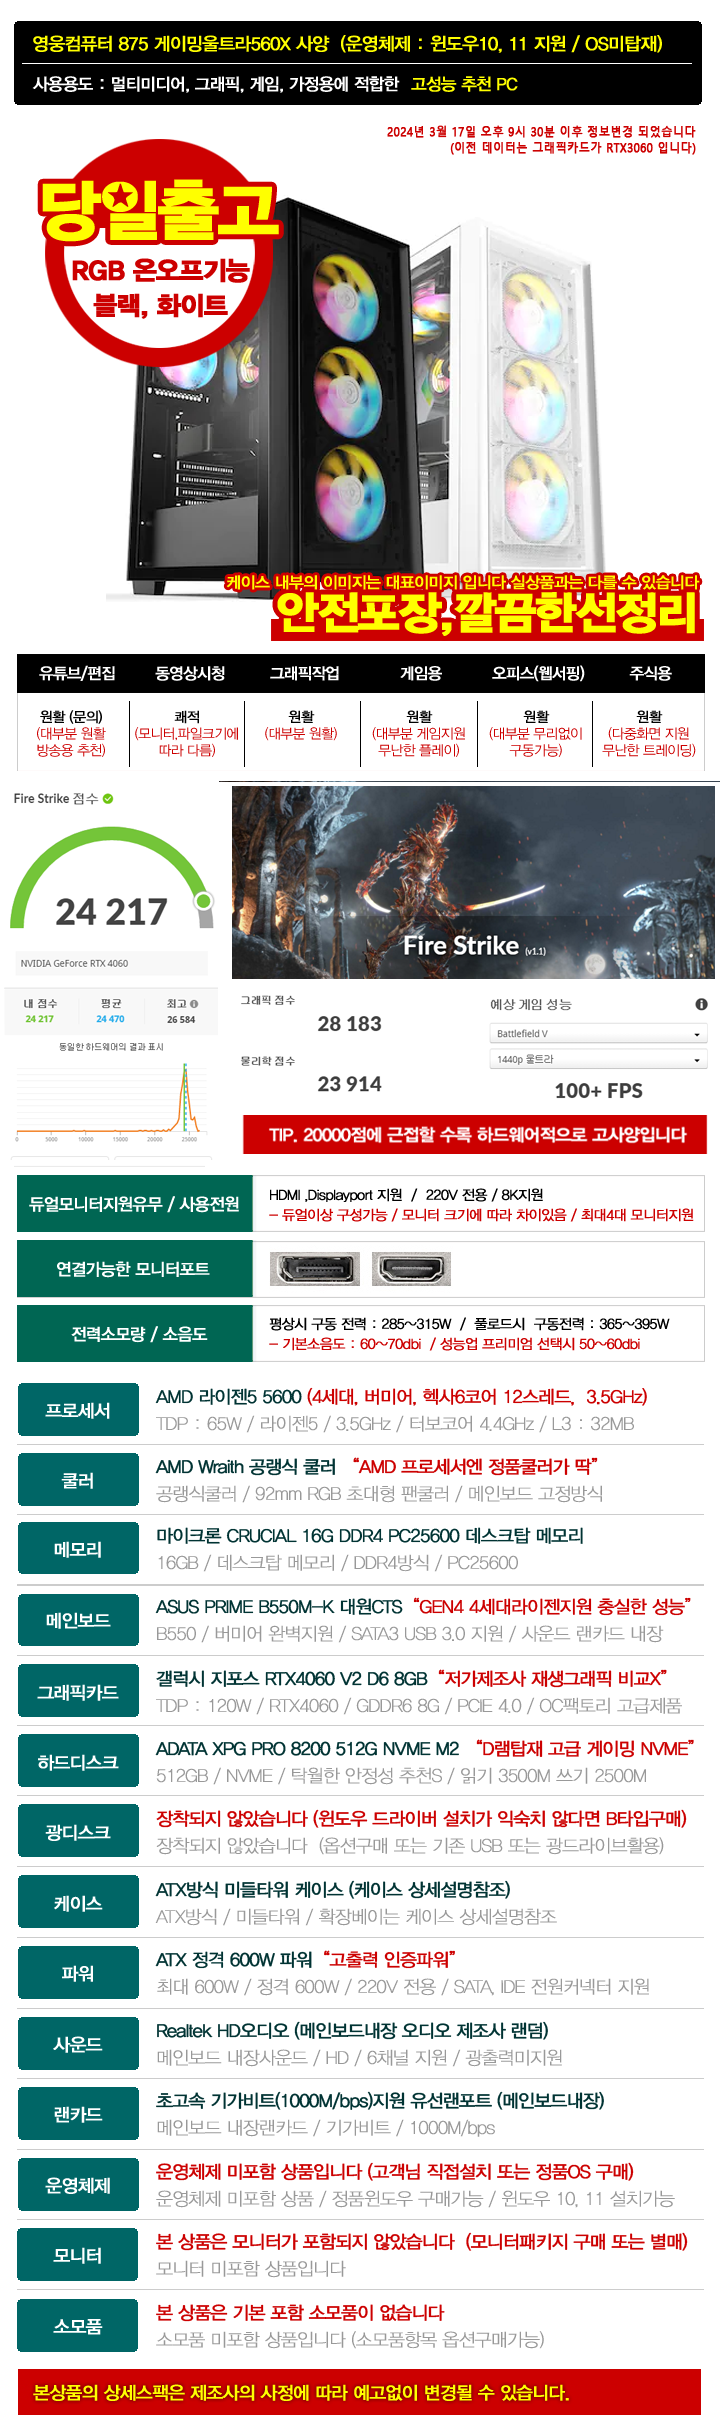 영웅컴퓨터 875 게이밍울트라560X 사양 (운영체제 : 윈도우10, 11 지원 / OS미탑재)
사용용도 : 멀티미디어, 그래픽, 게임, 가정용에 적합한 고성능 추천 PC
2024년 3월 17일 오후 9시 30분 이후 정보변경 되었습니다
(이전 데이터는 그래픽카드가 RTX3060 입니다)
당일출고
RGB 온오프기능
블랙, 화이트
케이스 내부의 이미지는 대표이미지 입니다 실상품과는 다를 수 있습니다
안전포장,깔끔한선정리
유튜브/편집 동영상시청 그래픽작업 게임용 오피스(웹서핑) 주식용
원활 (문의) 쾌적 원활 원활 원활 원활
(대부분 원활 (모니터,파일크기에 (대부분 원활) (대부분 게임지원 (대부분 무리없이 (다중화면 지원
방송용 추천) 따라 다름) 무난한 플레이) 구동가능) 무난한 트레이딩)
Fire Strike 점수
24 217
NVIDIA GeForce RTX 4060
내 점수 평균 최고
24 217 24 470 26 584
동일한 하드웨어의 결과 표시
0 5000 10000 15000 20000 25000
Fire Strike (v1.1)
그래픽 점수
28 183
물리학 점수
23 914
예상 게임 성능
Battlefield V
1440p 울트라
100+ FPS
TIP. 20000점에 근접할 수록 하드웨어적으로 고사양입니다
듀얼모니터지원유무 / 사용전원
HDMI ,Displayport 지원 / 220V 전용 / 8K지원
- 듀얼이상 구성가능 / 모니터 크기에 따라 차이있음 / 최대4대 모니터지원
연결가능한 모니터포트
전력소모량 / 소음도
평상시 구동 전력 : 285~315W / 풀로드시 구동전력 : 365~395W
- 기본소음도 : 60~70dbi / 성능업 프리미엄 선택시 50~60dbi
프로세서
AMD 라이젠5 5600 (4세대, 버미어, 헥사6코어 12스레드, 3.5GHz)
TDP : 65W / 라이젠5 / 3.5GHz / 터보코어 4.4GHz / L3 : 32MB
쿨러
AMD Wraith 공랭식 쿨러 “AMD 프로세서엔 정품쿨러가 딱”
공랭식쿨러 / 92mm RGB 초대형 팬쿨러 / 메인보드 고정방식
메모리
마이크론 CRUCIAL 16G DDR4 PC25600 데스크탑 메모리
16GB / 데스크탑 메모리 / DDR4방식 / PC25600
메인보드
ASUS PRIME B550M-K 대원CTS “GEN4 4세대라이젠지원 충실한 성능”
B550 / 버미어 완벽지원 / SATA3 USB 3.0 지원 / 사운드 랜카드 내장
그래픽카드
갤럭시 지포스 RTX4060 V2 D6 8GB “저가제조사 재생그래픽 비교X”
TDP : 120W / RTX4060 / GDDR6 8G / PCIE 4.0 / OC팩토리 고급제품
하드디스크
ADATA XPG PRO 8200 512G NVME M2 “D램탑재 고급 게이밍 NVME”
512GB / NVME / 탁월한 안정성 추천S / 읽기 3500M 쓰기 2500M
광디스크
장착되지 않았습니다 (윈도우 드라이버 설치가 익숙치 않다면 B타입구매)
장착되지 않았습니다 (옵션구매 또는 기존 USB 또는 광드라이브활용)
케이스
ATX방식 미들타워 케이스 (케이스 상세설명참조)
ATX방식 / 미들타워 / 확장베이는 케이스 상세설명참조
파워
ATX 정격 600W 파워 “고출력 인증파워”
최대 600W / 정격 600W / 220V 전용 / SATA, IDE 전원커넥터 지원
사운드
Realtek HD오디오 (메인보드내장 오디오 제조사 랜덤)
메인보드 내장사운드 / HD / 6채널 지원 / 광출력미지원
랜카드
초고속 기가비트(1000M/bps)지원 유선랜포트 (메인보드내장)
메인보드 내장랜카드 / 기가비트 / 1000M/bps
운영체제
운영체제 미포함 상품입니다 (고객님 직접설치 또는 정품OS 구매)
운영체제 미포함 상품 / 정품윈도우 구매가능 / 윈도우 10, 11 설치가능
모니터
본 상품은 모니터가 포함되지 않았습니다 (모니터패키지 구매 또는 별매)
모니터 미포함 상품입니다
소모품
본 상품은 기본 포함 소모품이 없습니다
소모품 미포함 상품입니다 (소모품항목 옵션구매가능)
본상품의 상세스팩은 제조사의 사정에 따라 예고없이 변경될 수 있습니다.